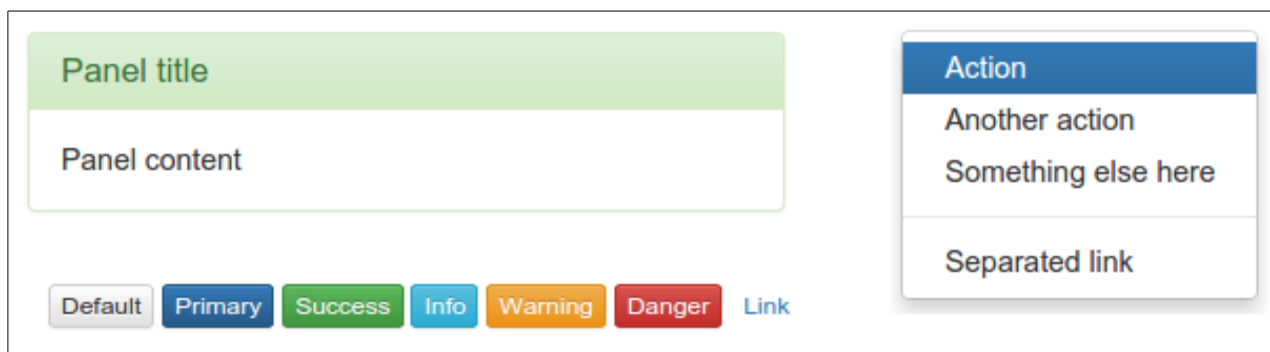 Panel title
Panel content
Default Primary Success Info Warning Danger Link
Action
Another action
Something else here
Separated link